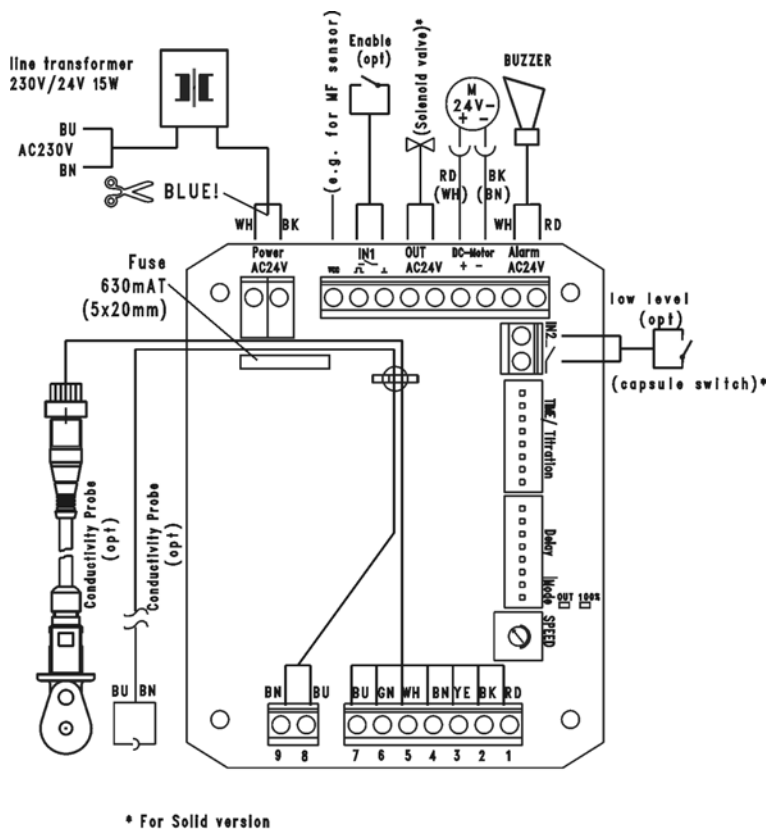 line transformer
230V/24V 15W
BU
AC230V
BN
BLUE!
WH
BK
(e.g. for MF sensor)
Enable
(opt)
(Solenoid valve)*
M
24V-
+ -
RD
(WH)
BK
(BN)
BUZZER
WH
RD
Power
AC24V
VCC
IN1
OUT
AC24V
DC-Motor
+ -
Alarm
AC24V
Fuse
630mAT
(5x20mm)
IN2
low level
(opt)
(capsule switch)*
TIME/ Titration
Delay
Mode
OUT 100%
SPEED
Conductivity Probe
(opt)
Conductivity Probe
(opt)
BU BN
BN BU
BU GN WH BN YE BK RD
9 8 7 6 5 4 3 2 1
* For Solid version